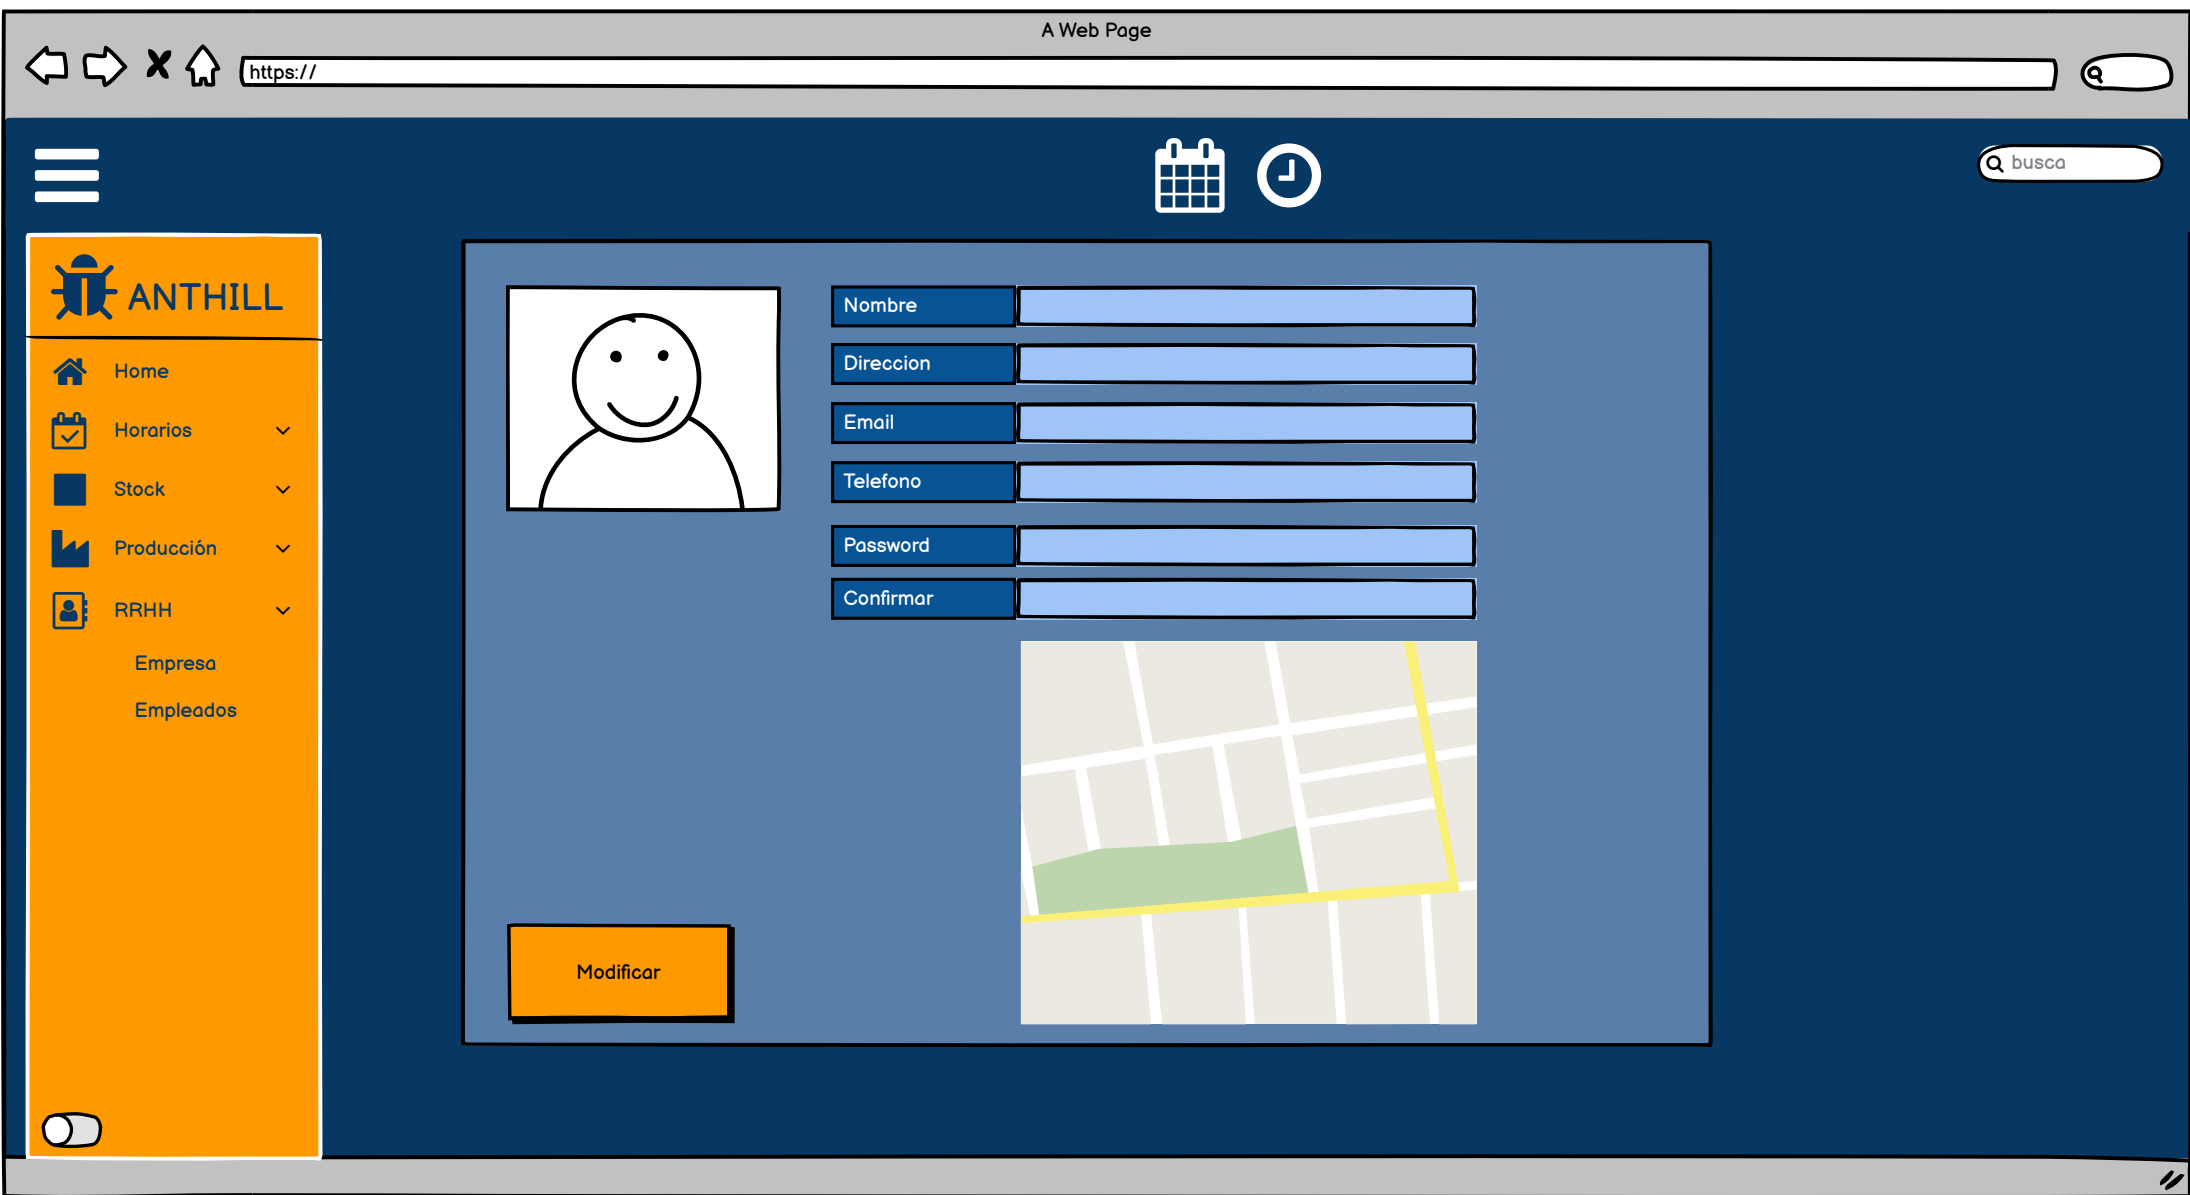 A Web Page
https://
busca
ANTHILL
Home
Horarios
Stock
Producción
RRHH
Empresa
Empleados
Nombre
Direccion
Email
Telefono
Password
Confirmar
Modificar